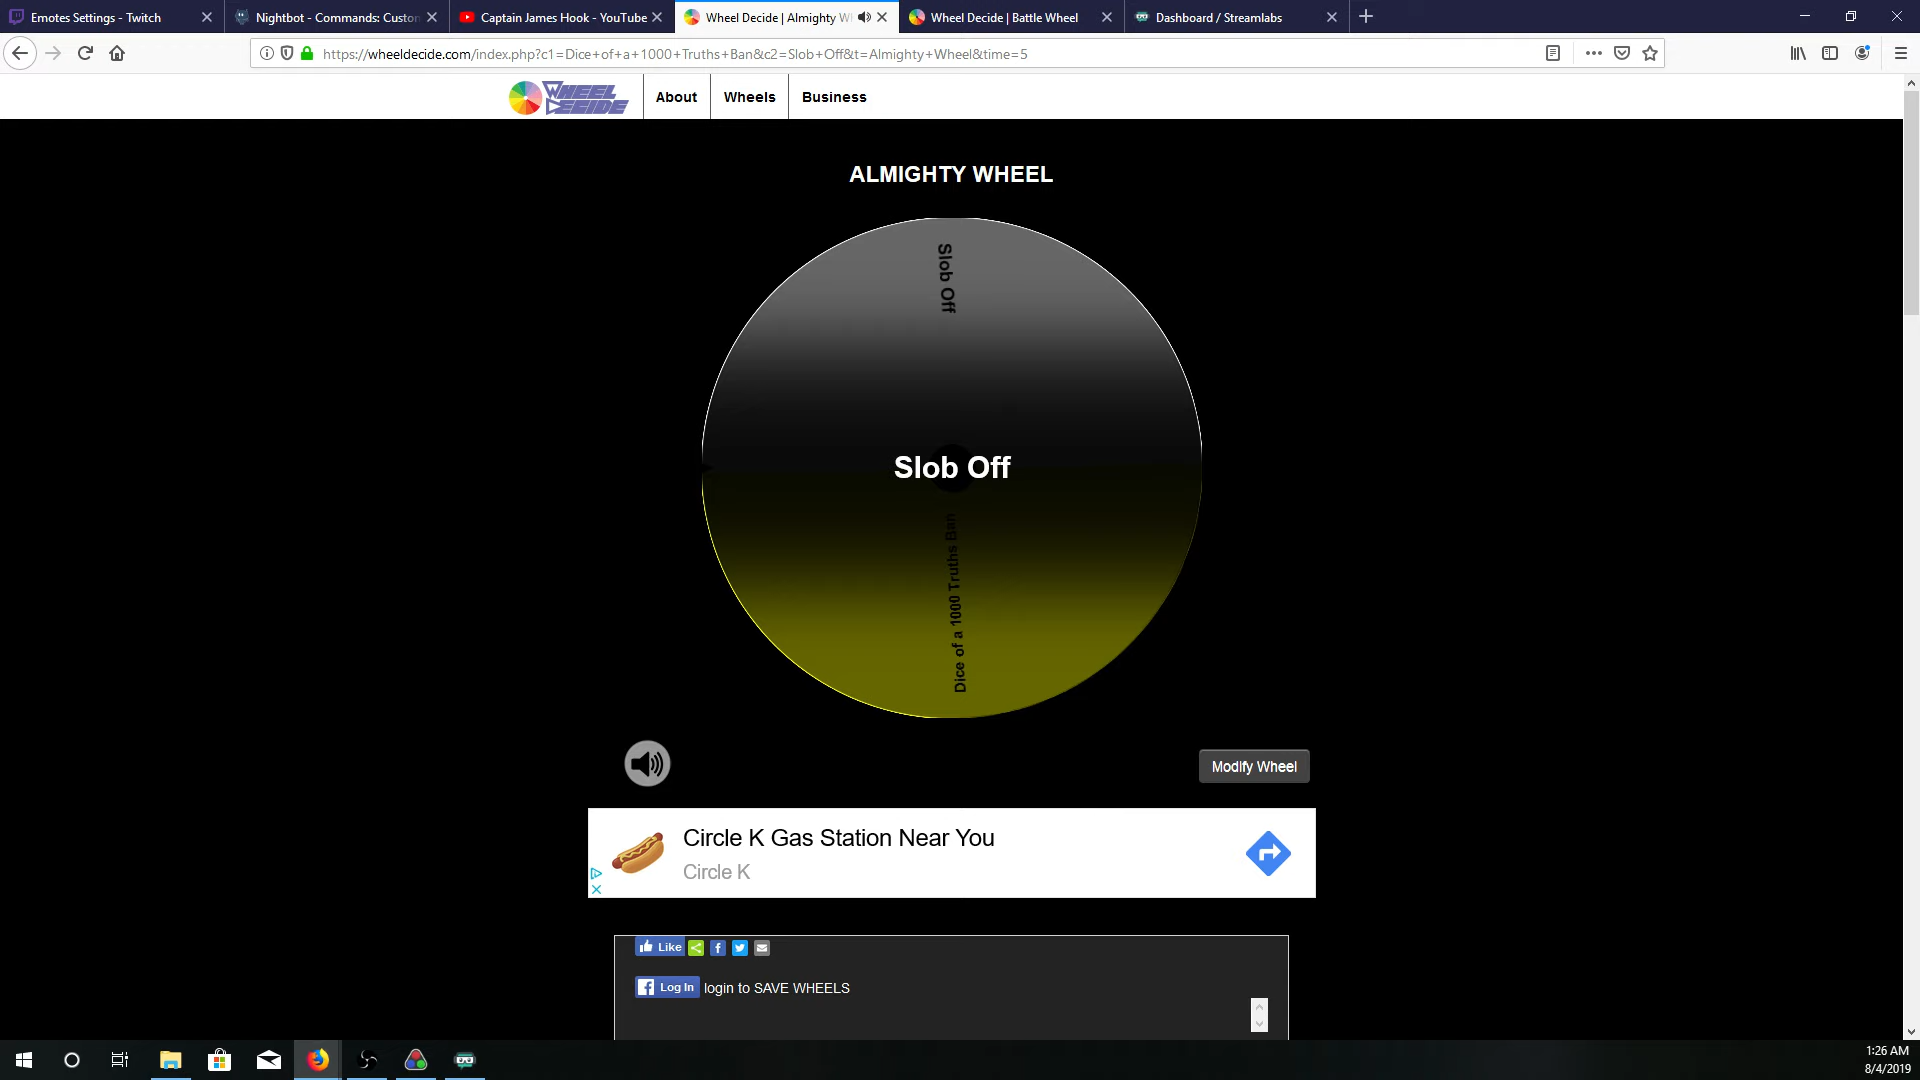 Emotes Settings - Twitch
Nightbot - Commands: Custon
Captain James Hook - YouTube
Wheel Decide | Almighty W
Wheel Decide | Battle Wheel
Dashboard / Streamlabs
https://wheeldecide.com/index.php?c1=Dice+of+a+1000+Truths+Ban&c2=Slob+Off&t=Almighty+Wheel&time=5
WHEEL DECIDE
About
Wheels
Business
ALMIGHTY WHEEL
Slob Off
Slob Off
Dice of a 1000 Truths Ban
Modify Wheel
Circle K Gas Station Near You
Circle K
Like
Log In login to SAVE WHEELS
1:26 AM
8/4/2019